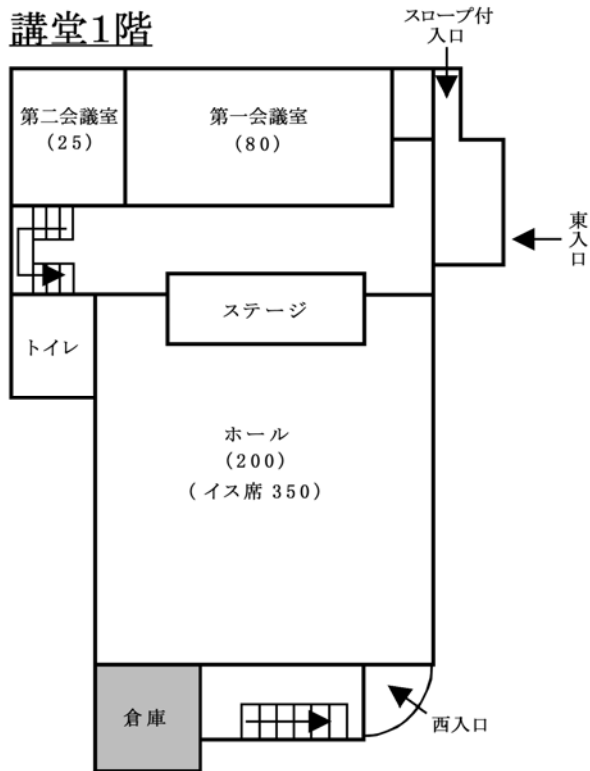 講堂1階
スロープ付
入口
第二会議室
(25)
第一会議室
(80)
東入口
ステージ
トイレ
ホール
(200)
(イス席 350)
倉庫
西入口